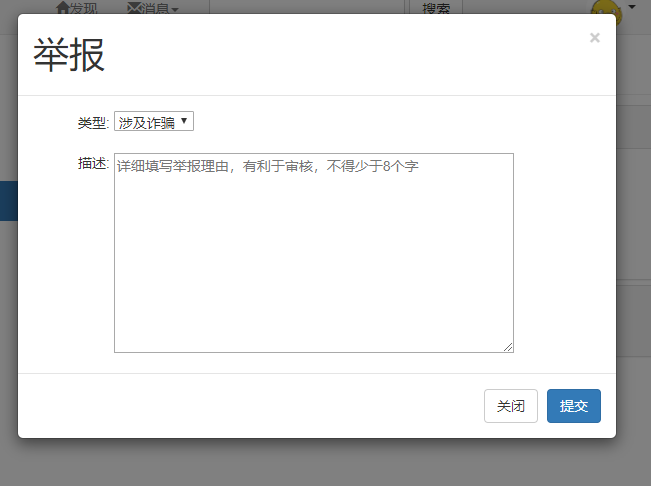 发现 消息 搜索
举报 ×
类型: 涉及诈骗
描述: 详细填写举报理由，有利于审核，不得少于8个字
关闭 提交